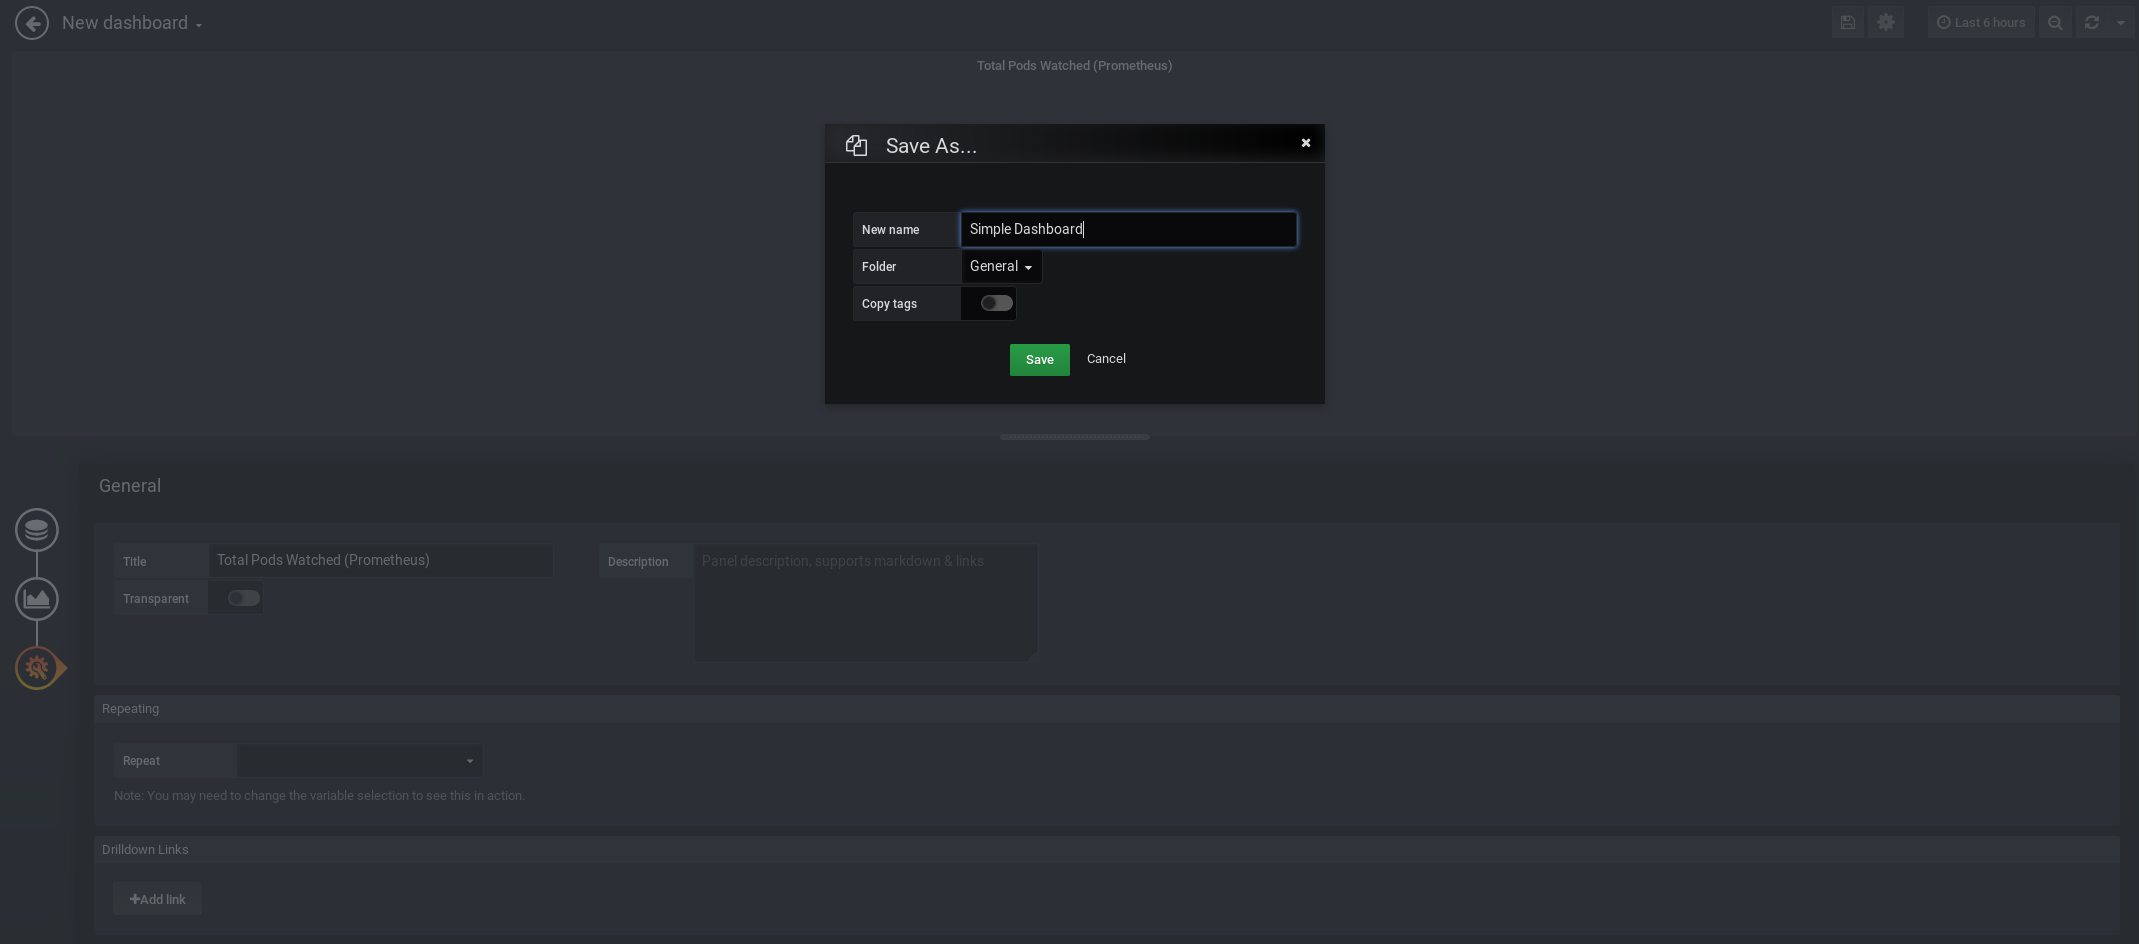 New dashboard
Last 6 hours
Total Pods Watched (Prometheus)
Save As...
New name
Simple Dashboard
Folder
General
Copy tags
Save
Cancel
General
Title
Total Pods Watched (Prometheus)
Description
Panel description, supports markdown & links
Transparent
Repeating
Repeat
Note: You may need to change the variable selection to see this in action.
Drilldown Links
+Add link